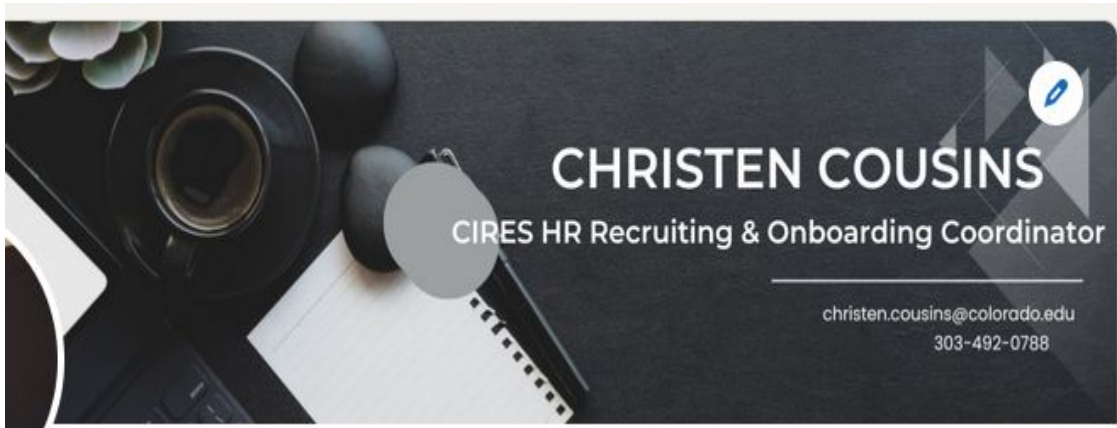 CHRISTEN COUSINS
CIRES HR Recruiting & Onboarding Coordinator
christen.cousins@colorado.edu
303-492-0788